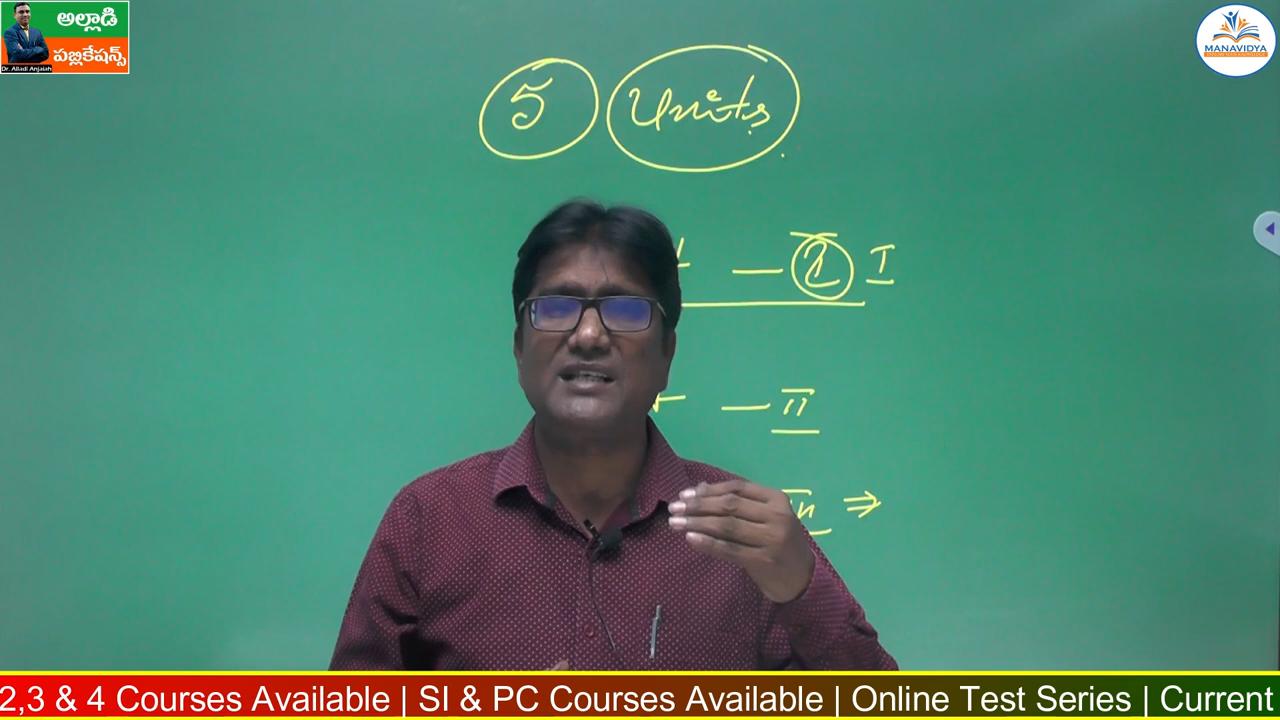 అల్లాడి
పబ్లికేషన్స్
Dr. Alladi Anjaiah
MANAVIDYA
5 Units
I
II
III ⇒
2,3 & 4 Courses Available | SI & PC Courses Available | Online Test Series | Current